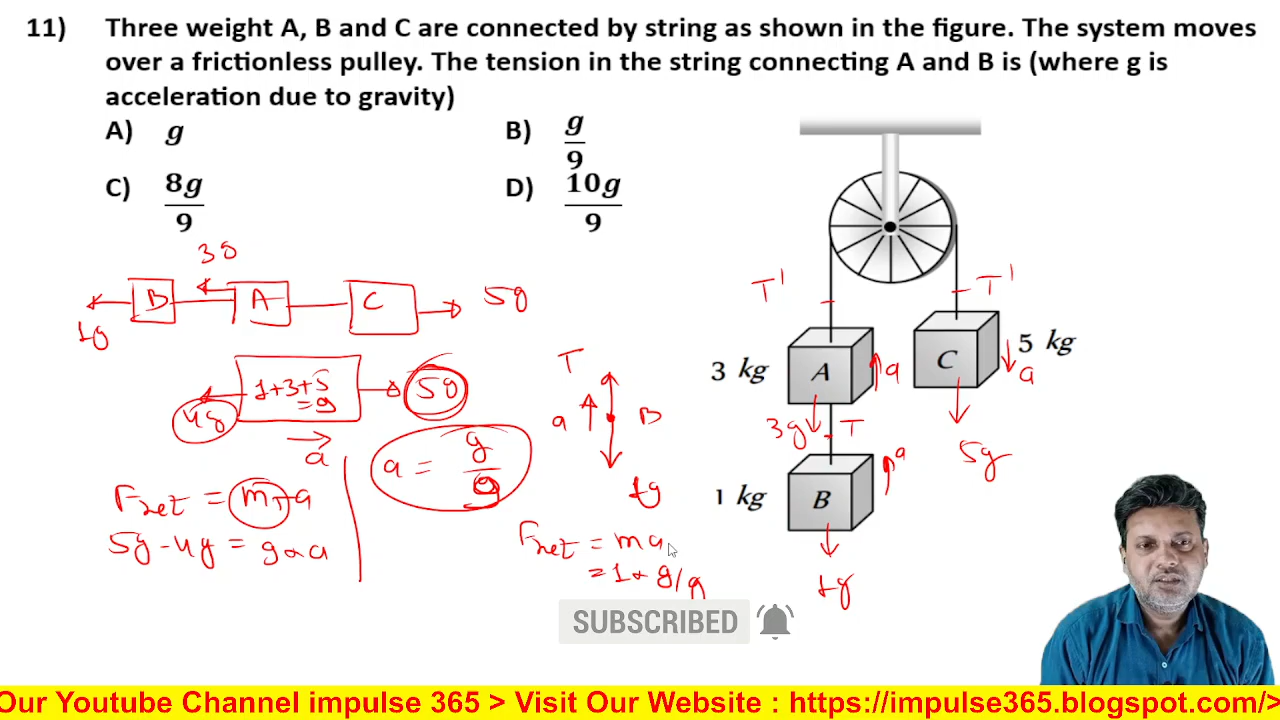 11) Three weight A, B and C are connected by string as shown in the figure. The system moves
over a frictionless pulley. The tension in the string connecting A and B is (where g is
acceleration due to gravity)
A) g
B) g/9
C) 8g/9
D) 10g/9
3g
B A C 5g
1g
1+3+5
=9
4g
5g
a
a = g/9
Fnet = mT a
5g - 4g = 9 × a
T
a B
1g
Fnet = ma
= 1 × g/9
T' T'
3 kg A a
C 5 kg
a
3g T
5g
1 kg B a
1g
SUBSCRIBED
Our Youtube Channel impulse 365 > Visit Our Website : https://impulse365.blogspot.com/>